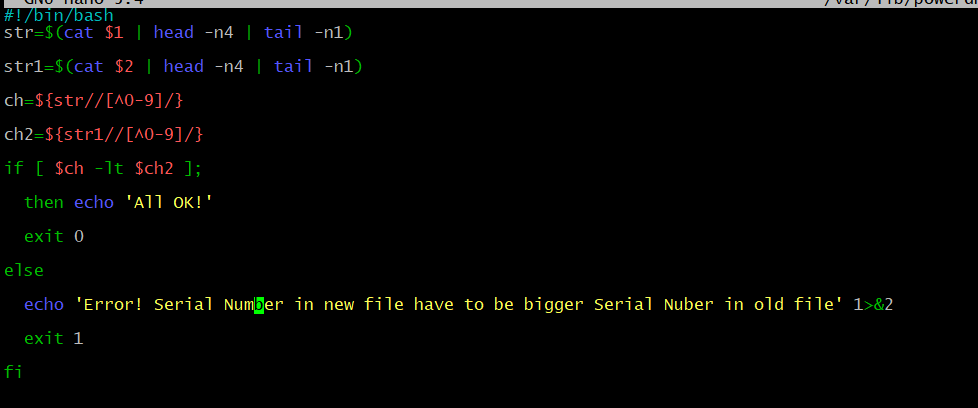 GNU nano 5.4 /var/lib/powerd
#!/bin/bash
str=$(cat $1 | head -n4 | tail -n1)
str1=$(cat $2 | head -n4 | tail -n1)
ch=${str//[^0-9]/}
ch2=${str1//[^0-9]/}
if [ $ch -lt $ch2 ];
then echo 'All OK!'
exit 0
else
echo 'Error! Serial Number in new file have to be bigger Serial Nuber in old file' 1>&2
exit 1
fi